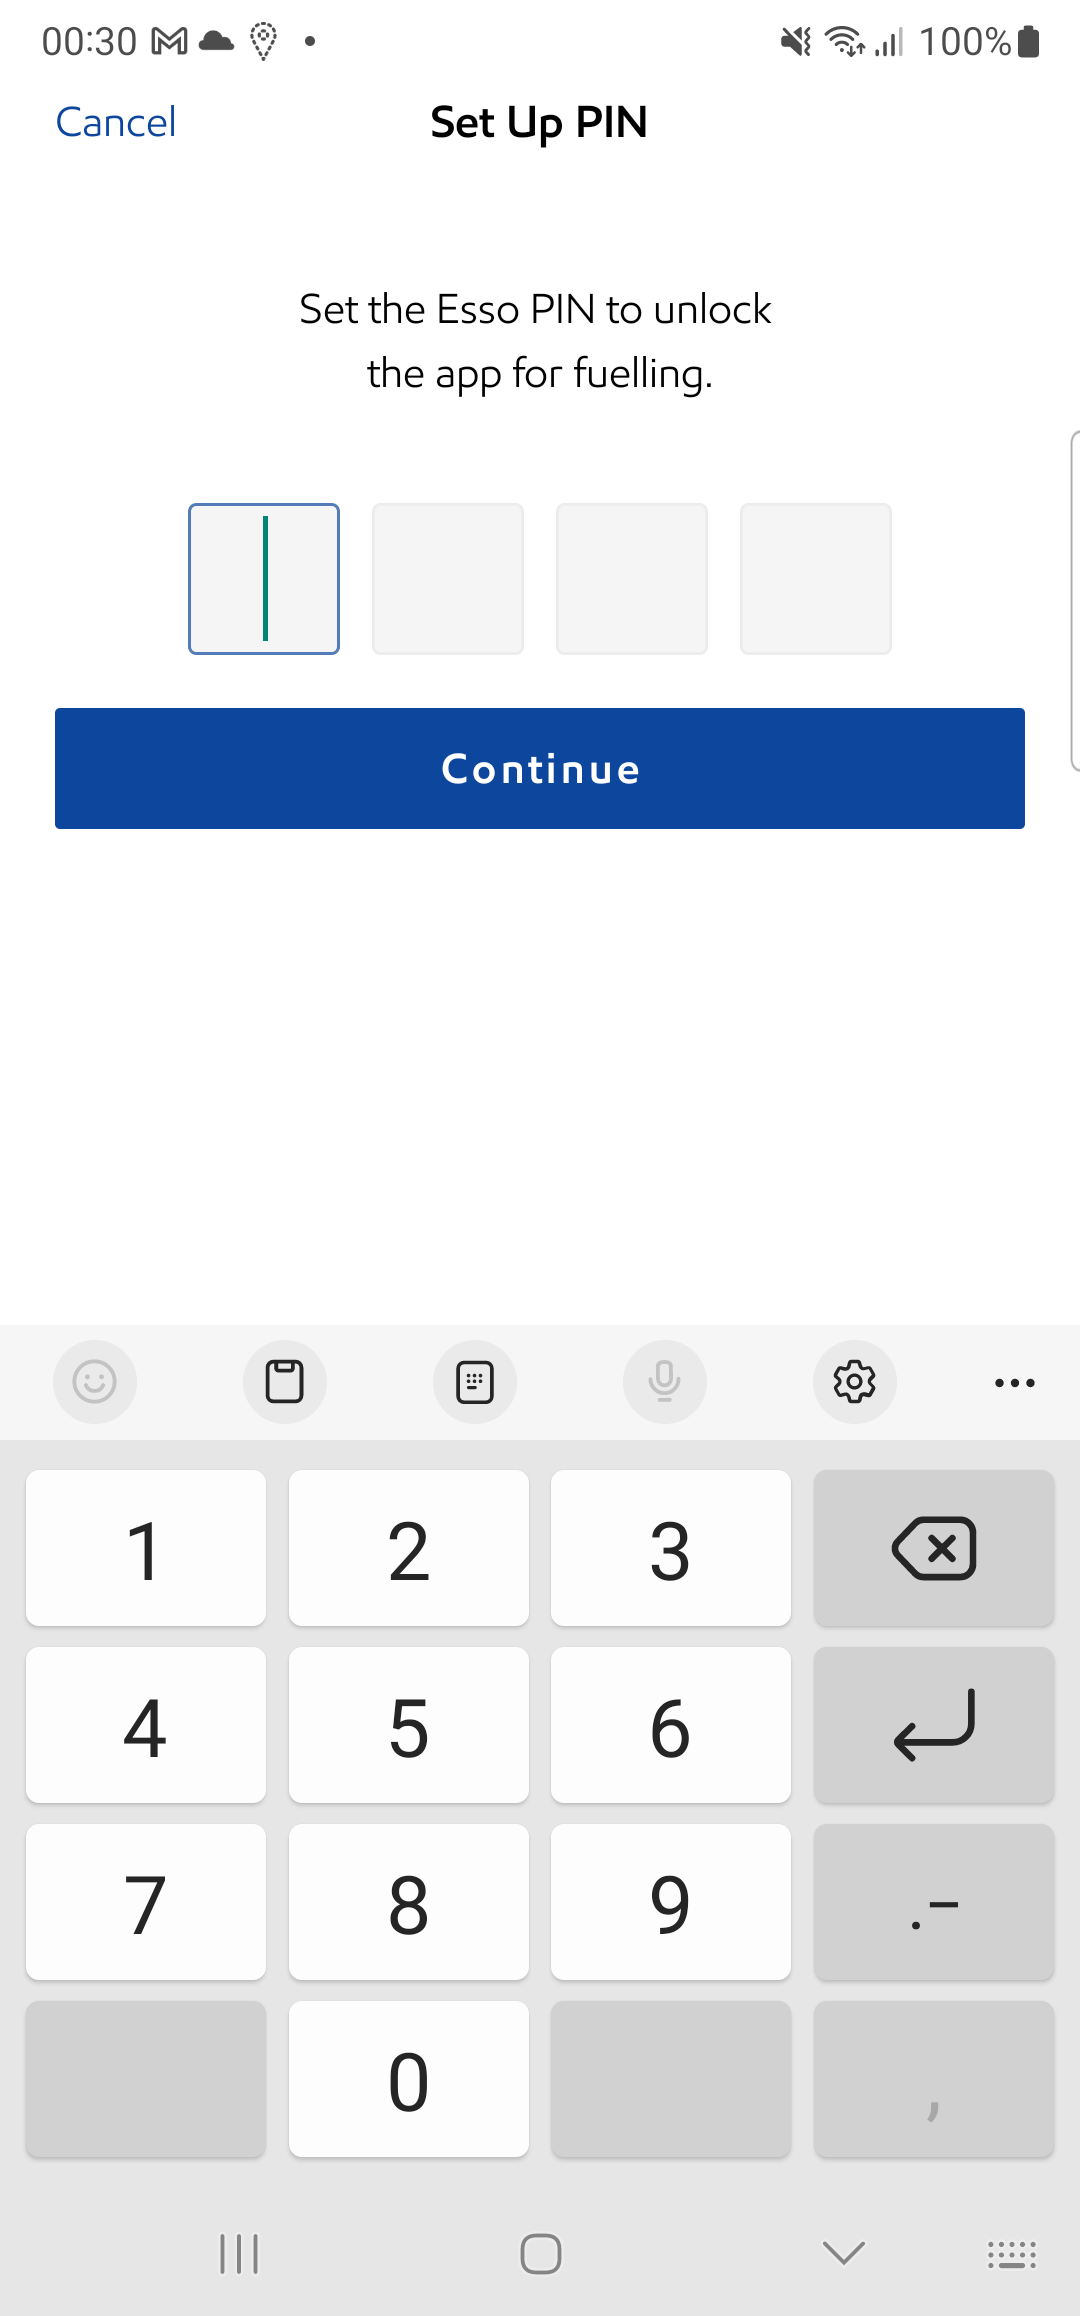 00:30 100%
Cancel Set Up PIN
Set the Esso PIN to unlock
the app for fuelling.
Continue
1 2 3
4 5 6
7 8 9 .-
0 ,